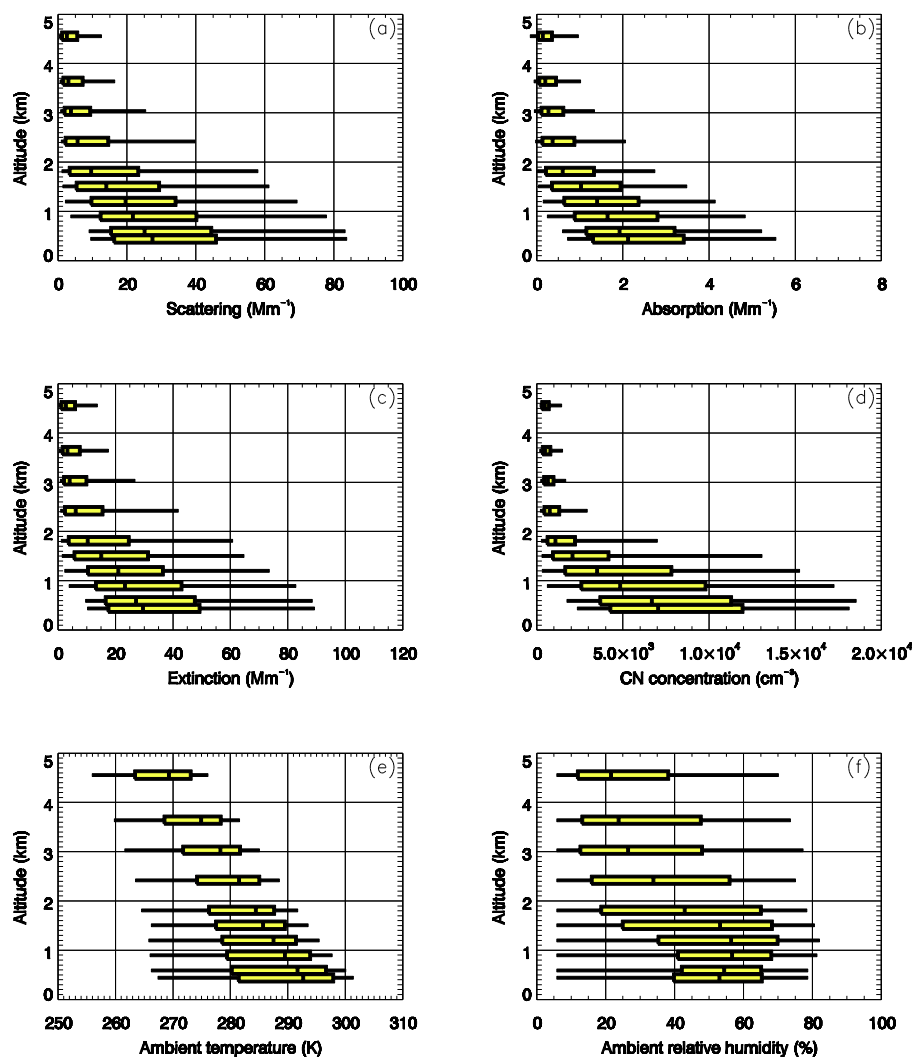 (a)
5
4
3
2
1
0
Altitude (km)
0 20 40 60 80 100
Scattering (Mm⁻¹)
(b)
5
4
3
2
1
0
Altitude (km)
0 2 4 6 8
Absorption (Mm⁻¹)
(c)
5
4
3
2
1
0
Altitude (km)
0 20 40 60 80 100 120
Extinction (Mm⁻¹)
(d)
5
4
3
2
1
0
Altitude (km)
0 5.0×10³ 1.0×10⁴ 1.5×10⁴ 2.0×10⁴
CN concentration (cm⁻³)
(e)
5
4
3
2
1
0
Altitude (km)
250 260 270 280 290 300 310
Ambient temperature (K)
(f)
5
4
3
2
1
0
Altitude (km)
0 20 40 60 80 100
Ambient relative humidity (%)